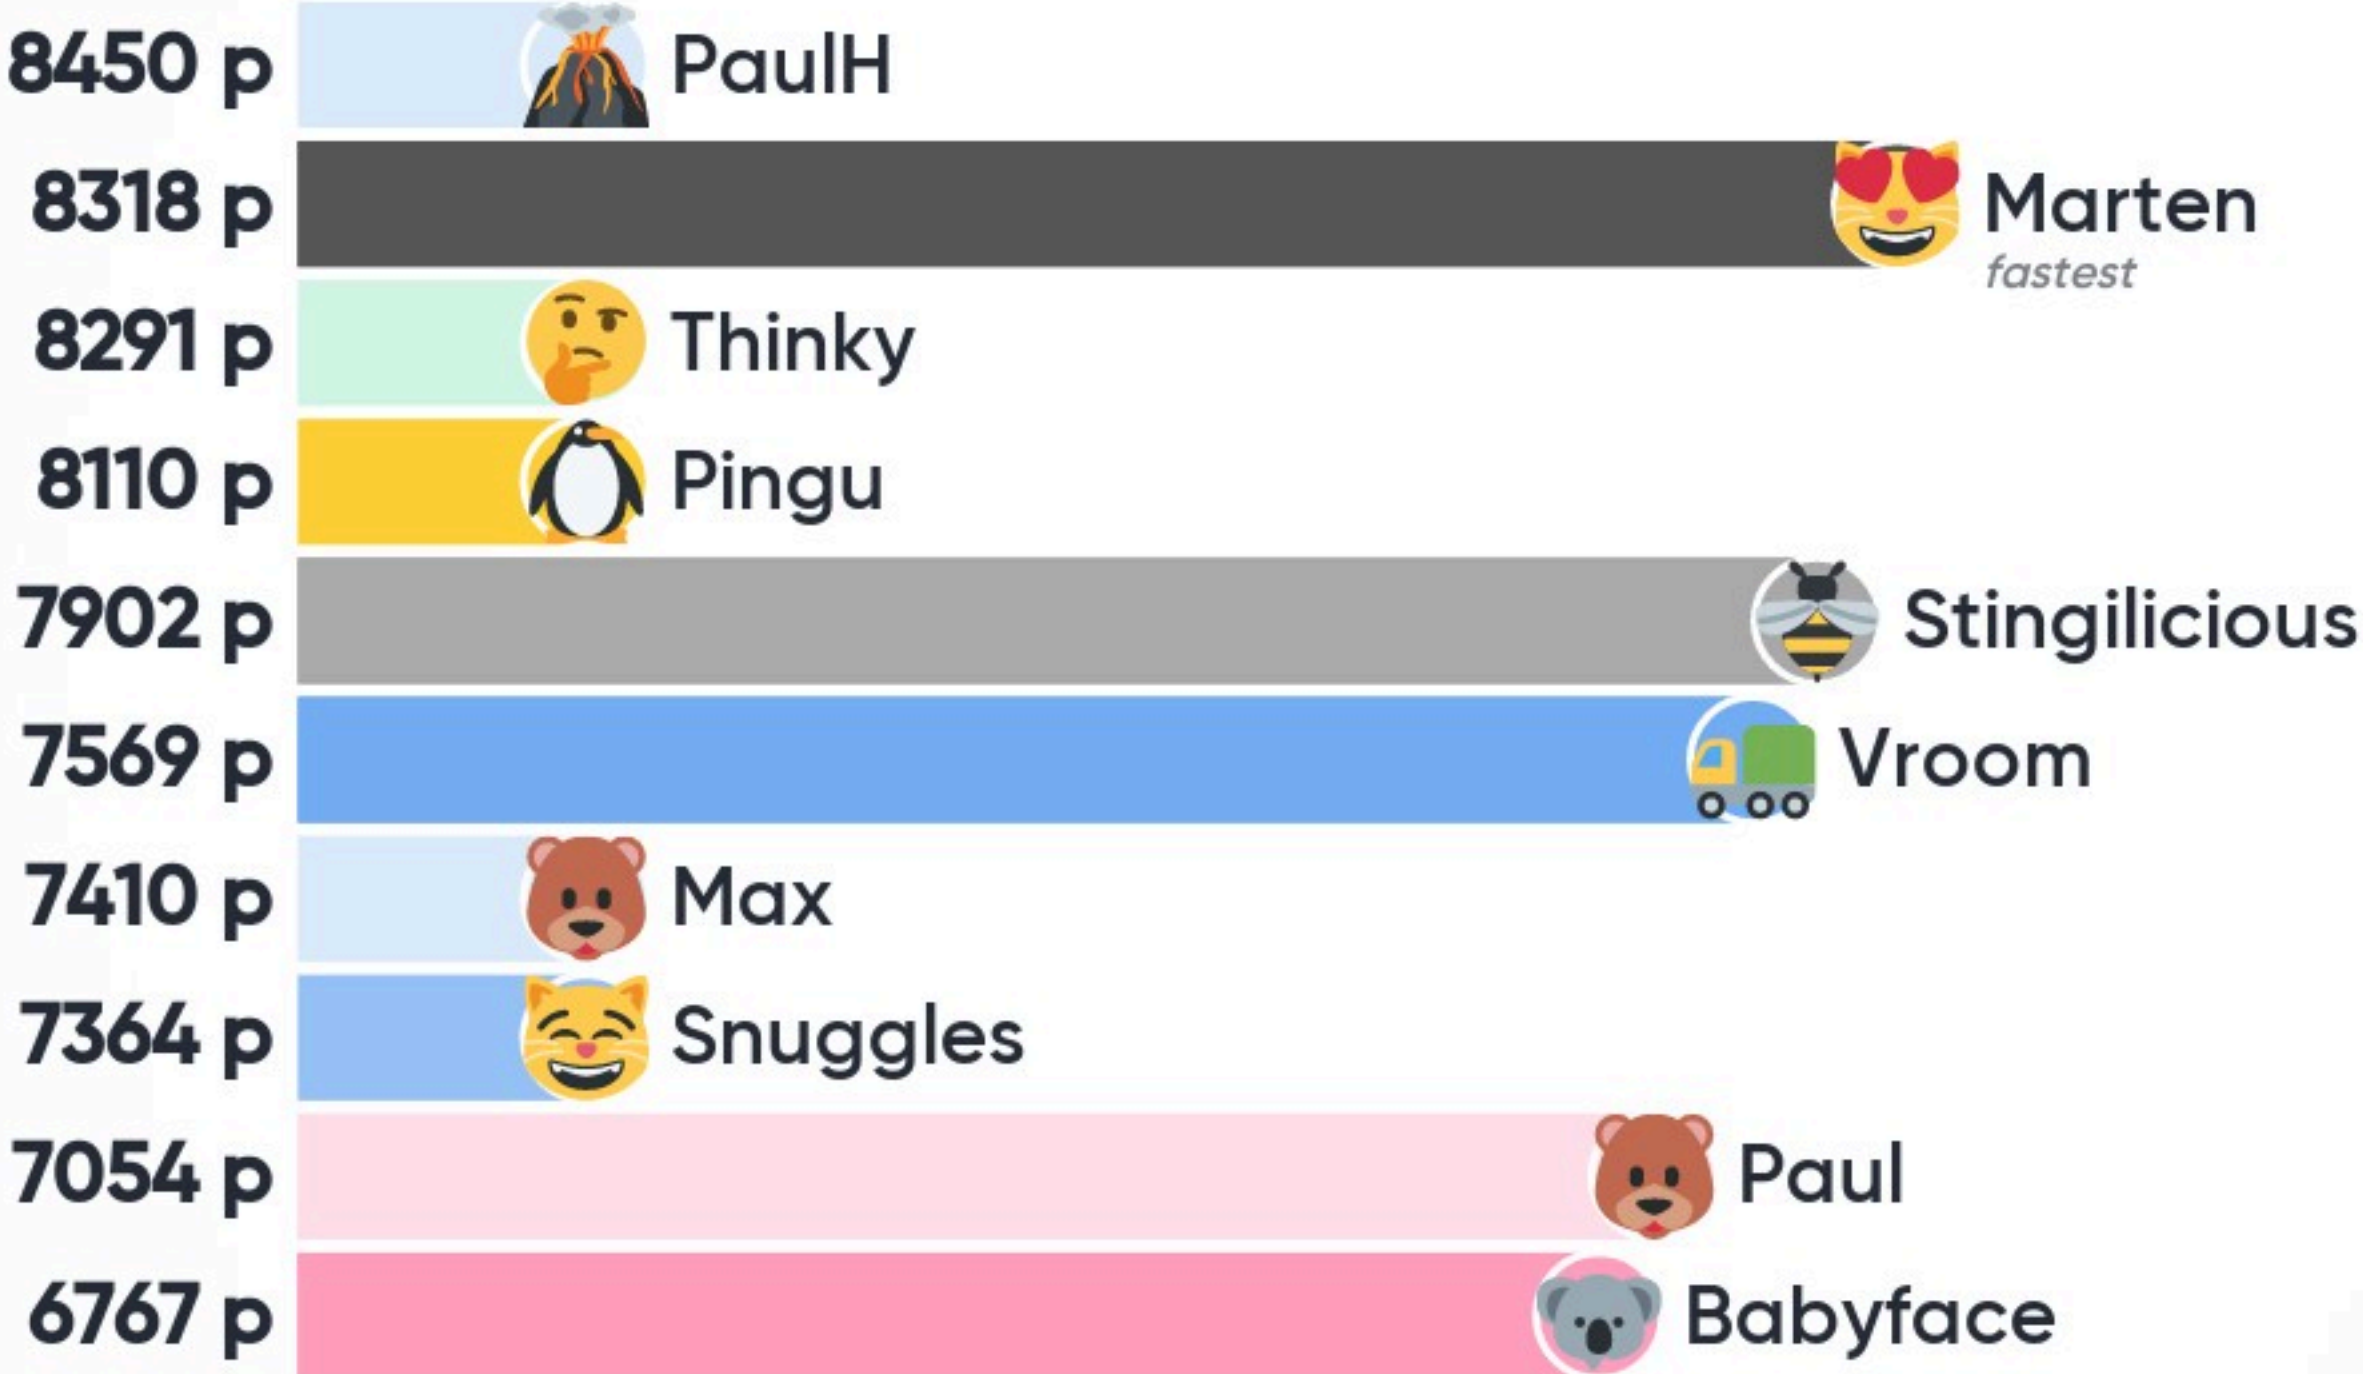 8450 p PaulH
8318 p Marten
fastest
8291 p Thinky
8110 p Pingu
7902 p Stingilicious
7569 p Vroom
7410 p Max
7364 p Snuggles
7054 p Paul
6767 p Babyface